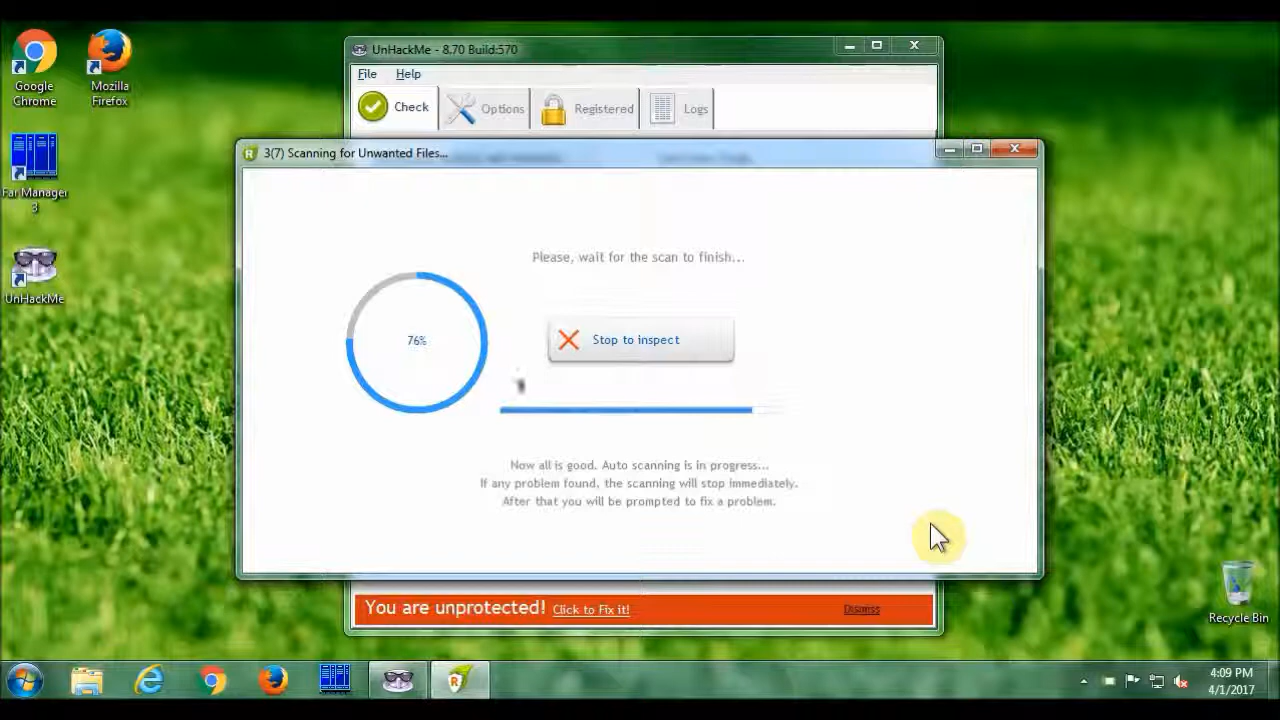 Google
Chrome
Mozilla
Firefox
Far Manager
3
UnHackMe
UnHackMe - 8.70 Build:570
File Help
Check Options Registered Logs
3(7) Scanning for Unwanted Files...
Please, wait for the scan to finish...
76%
Stop to inspect
Now all is good. Auto scanning is in progress...
If any problem found, the scanning will stop immediately.
After that you will be prompted to fix a problem.
You are unprotected! Click to Fix it! Dismiss
Recycle Bin
4:09 PM
4/1/2017